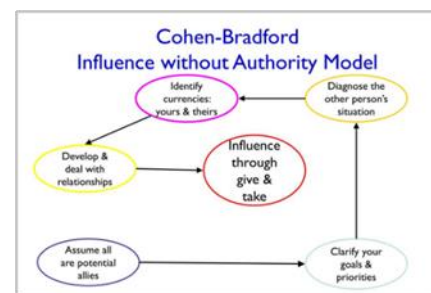 Cohen-Bradford
Influence without Authority Model
Identify
currencies:
yours & theirs
Diagnose the
other person's
situation
Develop &
deal with
relationships
Influence
through
give &
take
Assume all
are potential
allies
Clarify your
goals &
priorities